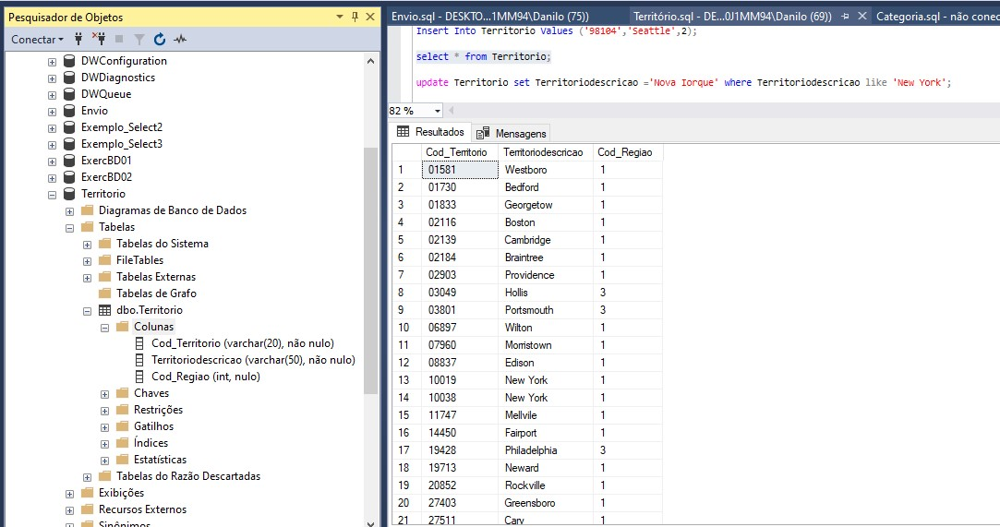 Pesquisador de Objetos
Conectar
DWConfiguration
DWDiagnostics
DWQueue
Envio
Exemplo_Select2
Exemplo_Select3
ExercBD01
ExercBD02
Territorio
Diagramas de Banco de Dados
Tabelas
Tabelas do Sistema
FileTables
Tabelas Externas
Tabelas de Grafo
dbo.Territorio
Colunas
Cod_Territorio (varchar(20), não nulo)
Territoriodescricao (varchar(50), não nulo)
Cod_Regiao (int, nulo)
Chaves
Restrições
Gatilhos
Índices
Estatísticas
Tabelas do Razão Descartadas
Exibições
Recursos Externos
Sinônimos
Envio.sql - DESKTO...1MM94\Danilo (75))
Território.sql - DE...0J1MM94\Danilo (69))
Categoria.sql - não conec
Insert Into Territorio Values ('98104','Seattle',2);
select * from Territorio;
update Territorio set Territoriodescricao ='Nova Iorque' where Territoriodescricao like 'New York';
82 %
Resultados Mensagens
Cod_Territorio Territoriodescricao Cod_Regiao
1 01581 Westboro 1
2 01730 Bedford 1
3 01833 Georgetow 1
4 02116 Boston 1
5 02139 Cambridge 1
6 02184 Braintree 1
7 02903 Providence 1
8 03049 Hollis 3
9 03801 Portsmouth 3
10 06897 Wilton 1
11 07960 Morristown 1
12 08837 Edison 1
13 10019 New York 1
14 10038 New York 1
15 11747 Mellvile 1
16 14450 Fairport 1
17 19428 Philadelphia 3
18 19713 Neward 1
19 20852 Rockville 1
20 27403 Greensboro 1
21 27511 Cary 1